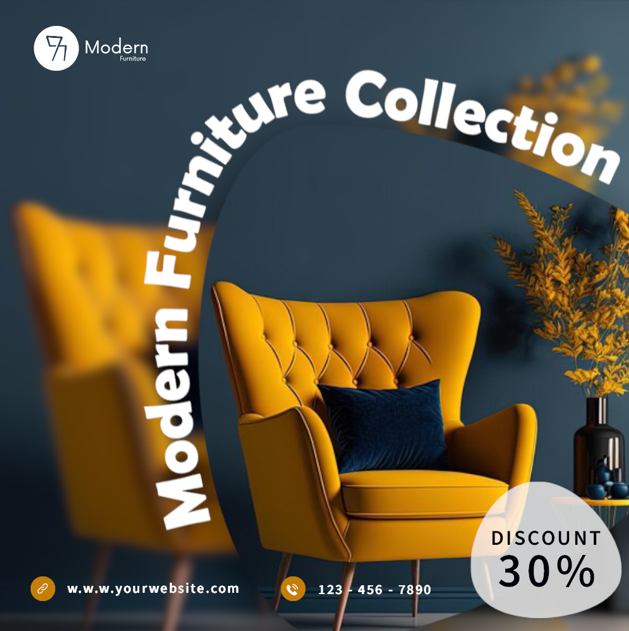 Modern
Furniture
Modern Furniture Collection
DISCOUNT
30%
w.w.w.yourwebsite.com
123 - 456 - 7890